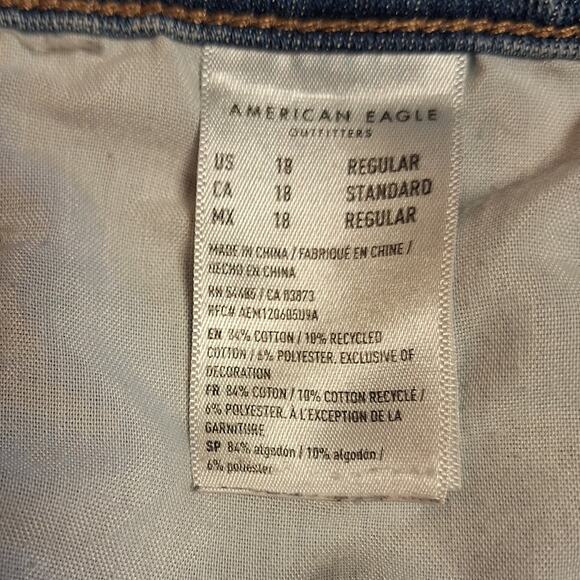 AMERICAN EAGLE
OUTFITTERS
US 18 REGULAR
CA 18 STANDARD
MX 18 REGULAR
MADE IN CHINA / FABRIQUÉ EN CHINE /
HECHO EN CHINA
RN 54485 / CA 03873
RFC# AEM120605U9A
EN 84% COTTON / 10% RECYCLED
COTTON / 6% POLYESTER. EXCLUSIVE OF
DECORATION
FR 84% COTON / 10% COTTON RECYCLÉ /
6% POLYESTER. À L'EXCEPTION DE LA
GARNITURE
SP 84% algodón / 10% algodón /
6% poliester